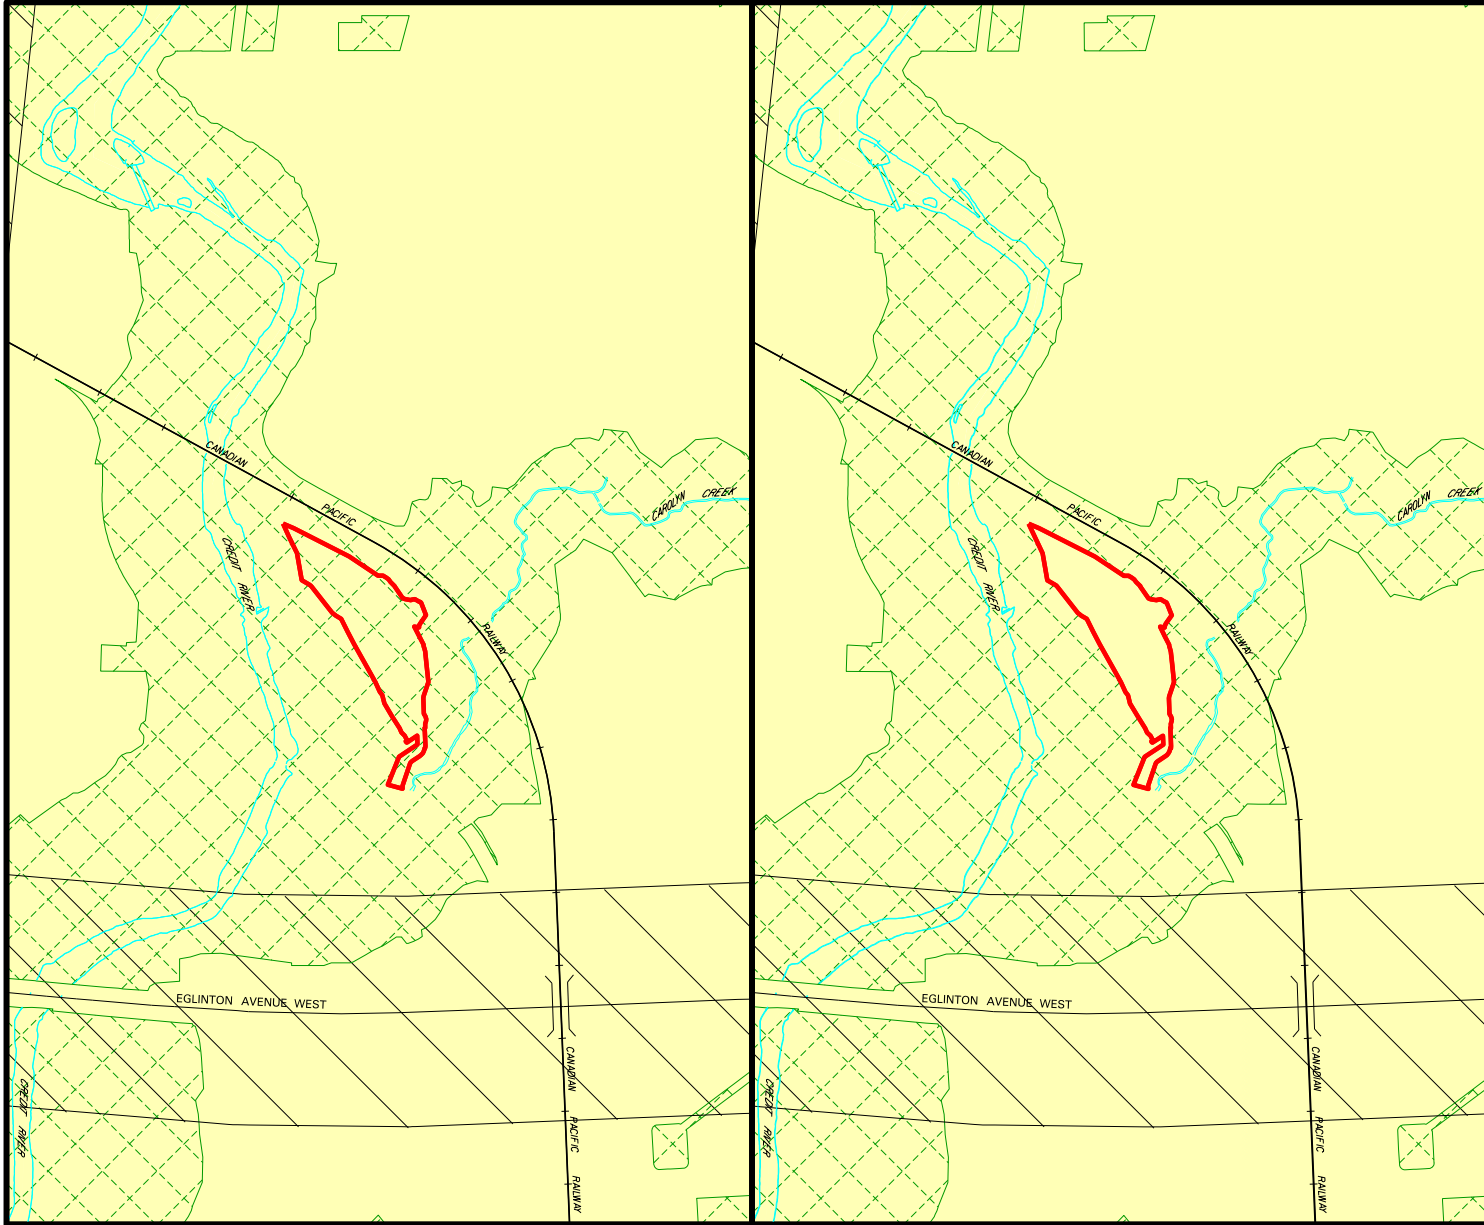 CANADIAN
PACIFIC
RAILWAY
CAROLYN CREEK
CREDIT RIVER
EGLINTON AVENUE WEST
CANADIAN PACIFIC RAILWAY
CREDIT RIVER
CANADIAN
PACIFIC
RAILWAY
CAROLYN CREEK
CREDIT RIVER
EGLINTON AVENUE WEST
CANADIAN PACIFIC RAILWAY
CREDIT RIVER